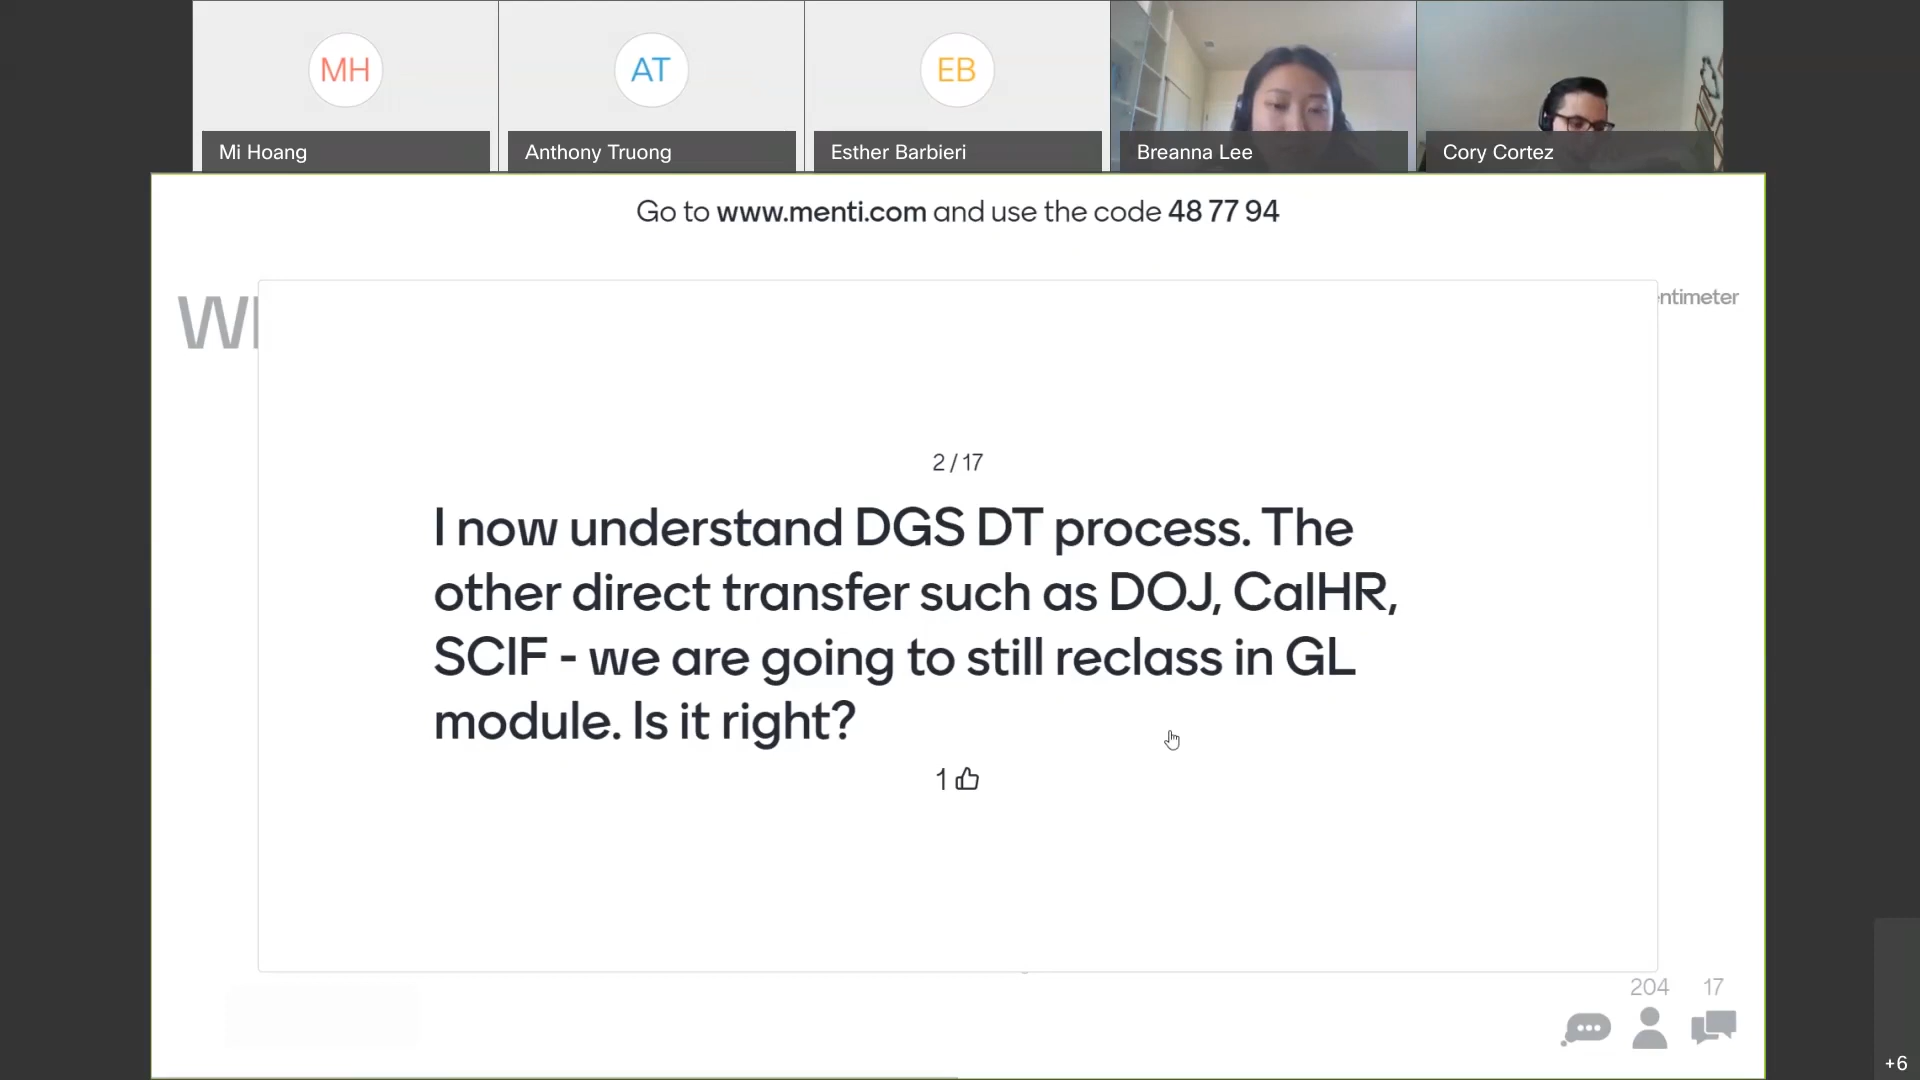 MH
AT
EB
Mi Hoang
Anthony Truong
Esther Barbieri
Breanna Lee
Cory Cortez
Go to www.menti.com and use the code 48 77 94
entimeter
2 / 17
I now understand DGS DT process. The
other direct transfer such as DOJ, CalHR,
SCIF - we are going to still reclass in GL
module. Is it right?
1
204
17
+6